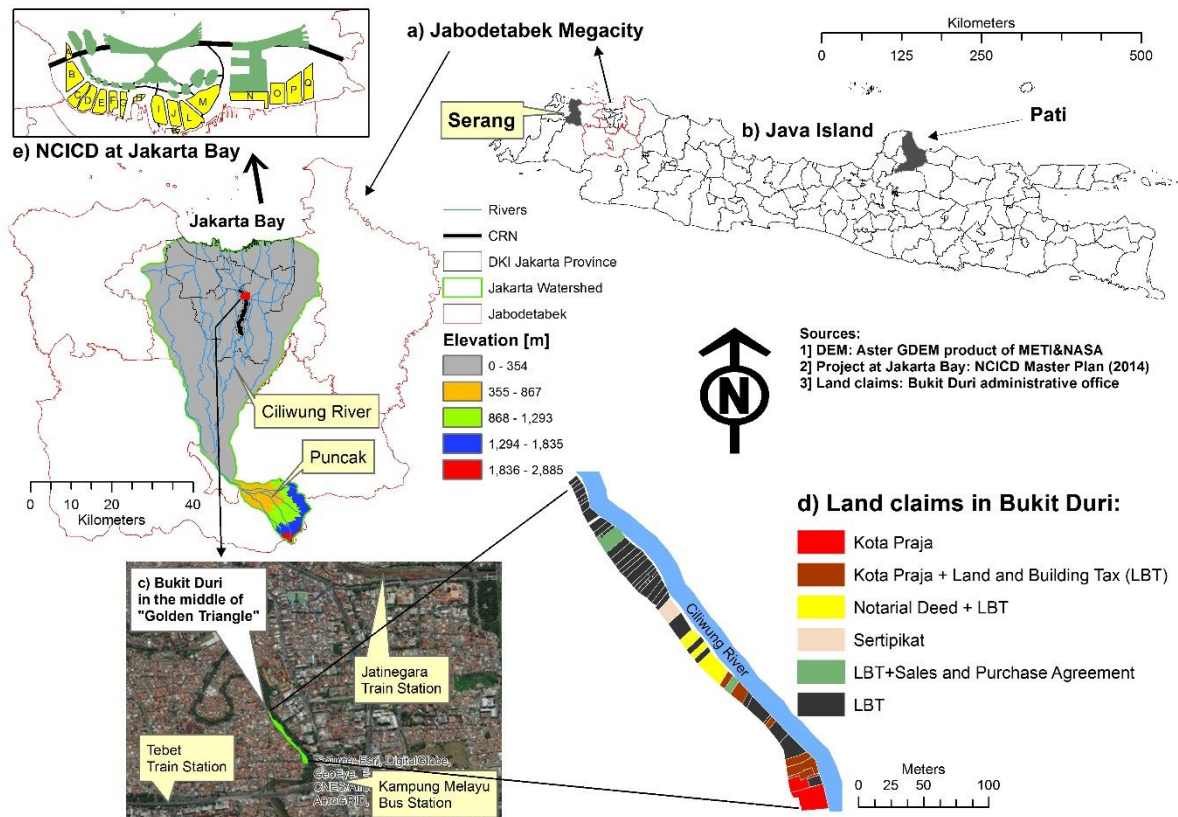 a) Jabodetabek Megacity
Kilometers
0 125 250 500
A
B
C
D
E
F
G
I
J
L
M
N
O
P
Q
e) NCICD at Jakarta Bay
Serang
b) Java Island
Pati
Jakarta Bay
Rivers
CRN
DKI Jakarta Province
Jakarta Watershed
Jabodetabek
Elevation [m]
0 - 354
355 - 867
868 - 1,293
1,294 - 1,835
1,836 - 2,885
Ciliwung River
Puncak
0 10 20 40
Kilometers
N
Sources:
1] DEM: Aster GDEM product of METI&NASA
2] Project at Jakarta Bay: NCICD Master Plan (2014)
3] Land claims: Bukit Duri administrative office
c) Bukit Duri
in the middle of
"Golden Triangle"
Jatinegara
Train Station
Tebet
Train Station
Kampung Melayu
Bus Station
Source: Esri, DigitalGlobe,
GeoEye,
AeroGRID,
Ciliwung River
d) Land claims in Bukit Duri:
Kota Praja
Kota Praja + Land and Building Tax (LBT)
Notarial Deed + LBT
Sertipikat
LBT+Sales and Purchase Agreement
LBT
Meters
0 25 50 100